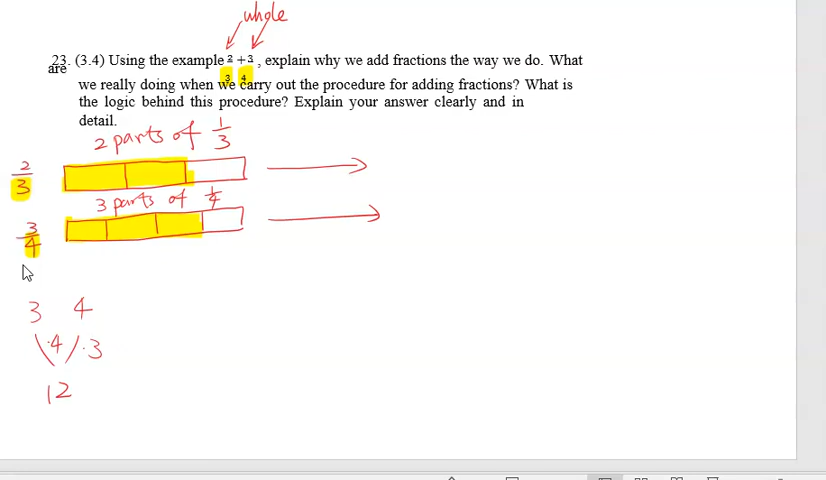 whole
23. (3.4) Using the example 2 + 3 , explain why we add fractions the way we do. What
are
3 4
we really doing when we carry out the procedure for adding fractions? What is
the logic behind this procedure? Explain your answer clearly and in
detail.
2 parts of 1/3
2/3
3 parts of 1/4
3/4
3 4
·4 / ·3
12